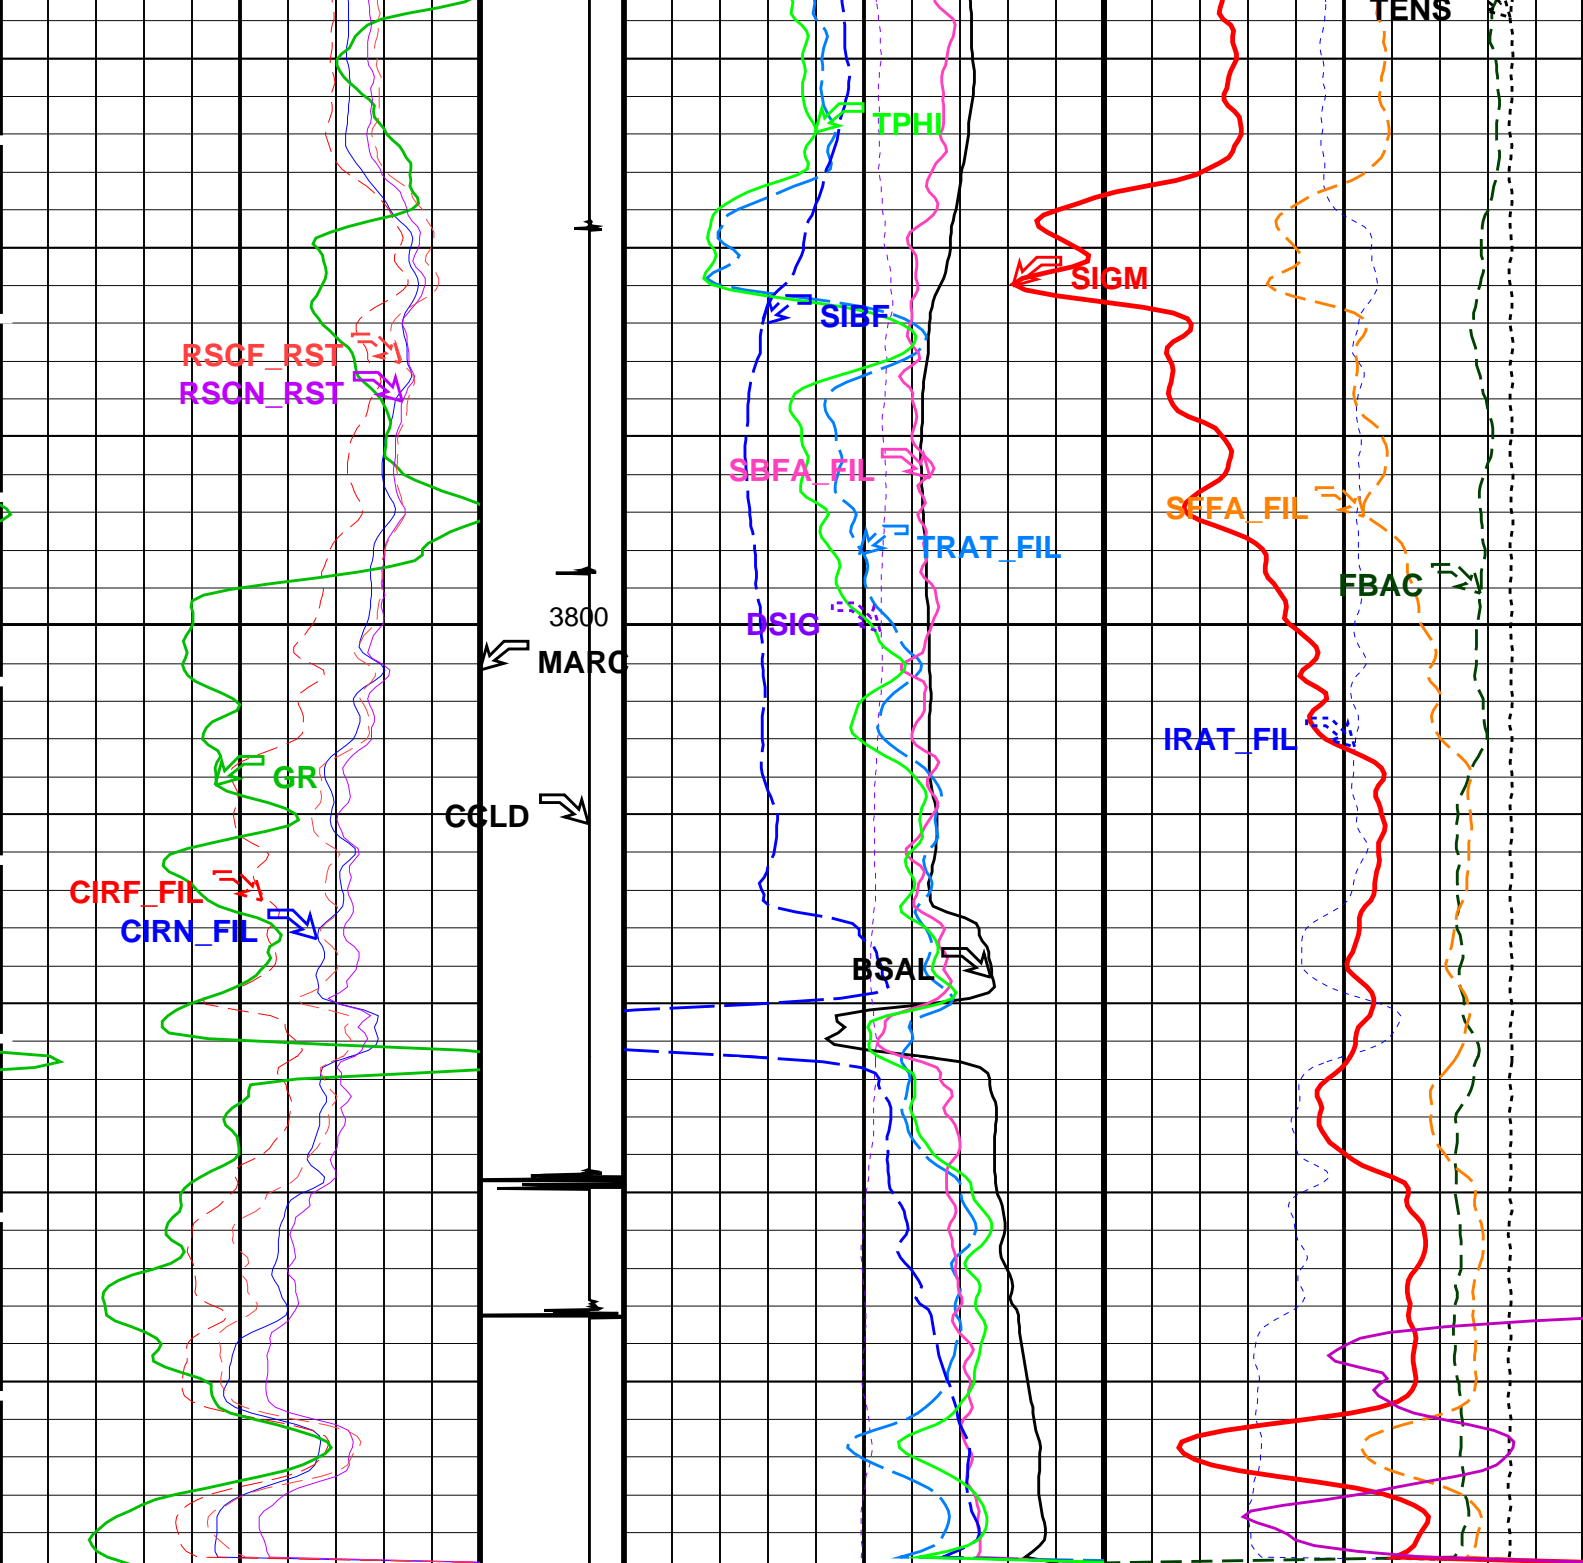 TENS
TPHI
SIGM
SIBF
RSCF_RST
RSCN_RST
SBFA_FIL
SFFA_FIL
TRAT_FIL
FBAC
3800
DSIG
MARC
IRAT_FIL
GR
CCLD
CIRF_FIL
CIRN_FIL
BSAL